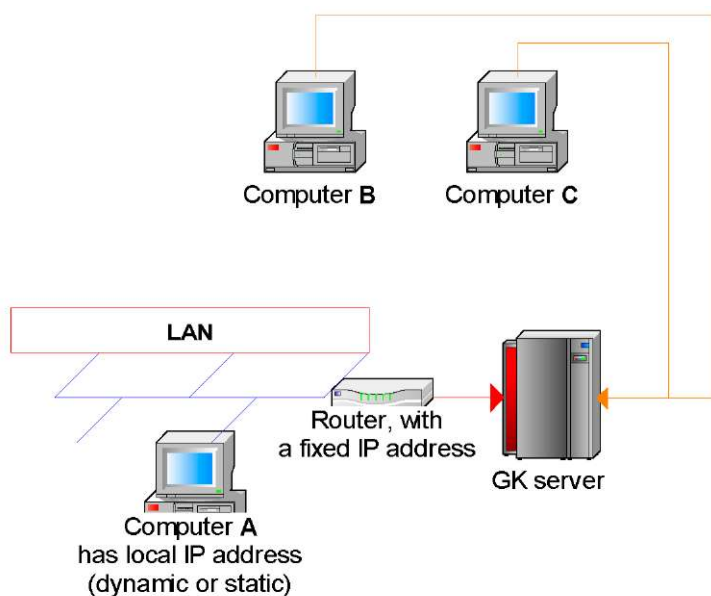 Computer B
Computer C
LAN
Router, with
a fixed IP address
GK server
Computer A
has local IP address
(dynamic or static)